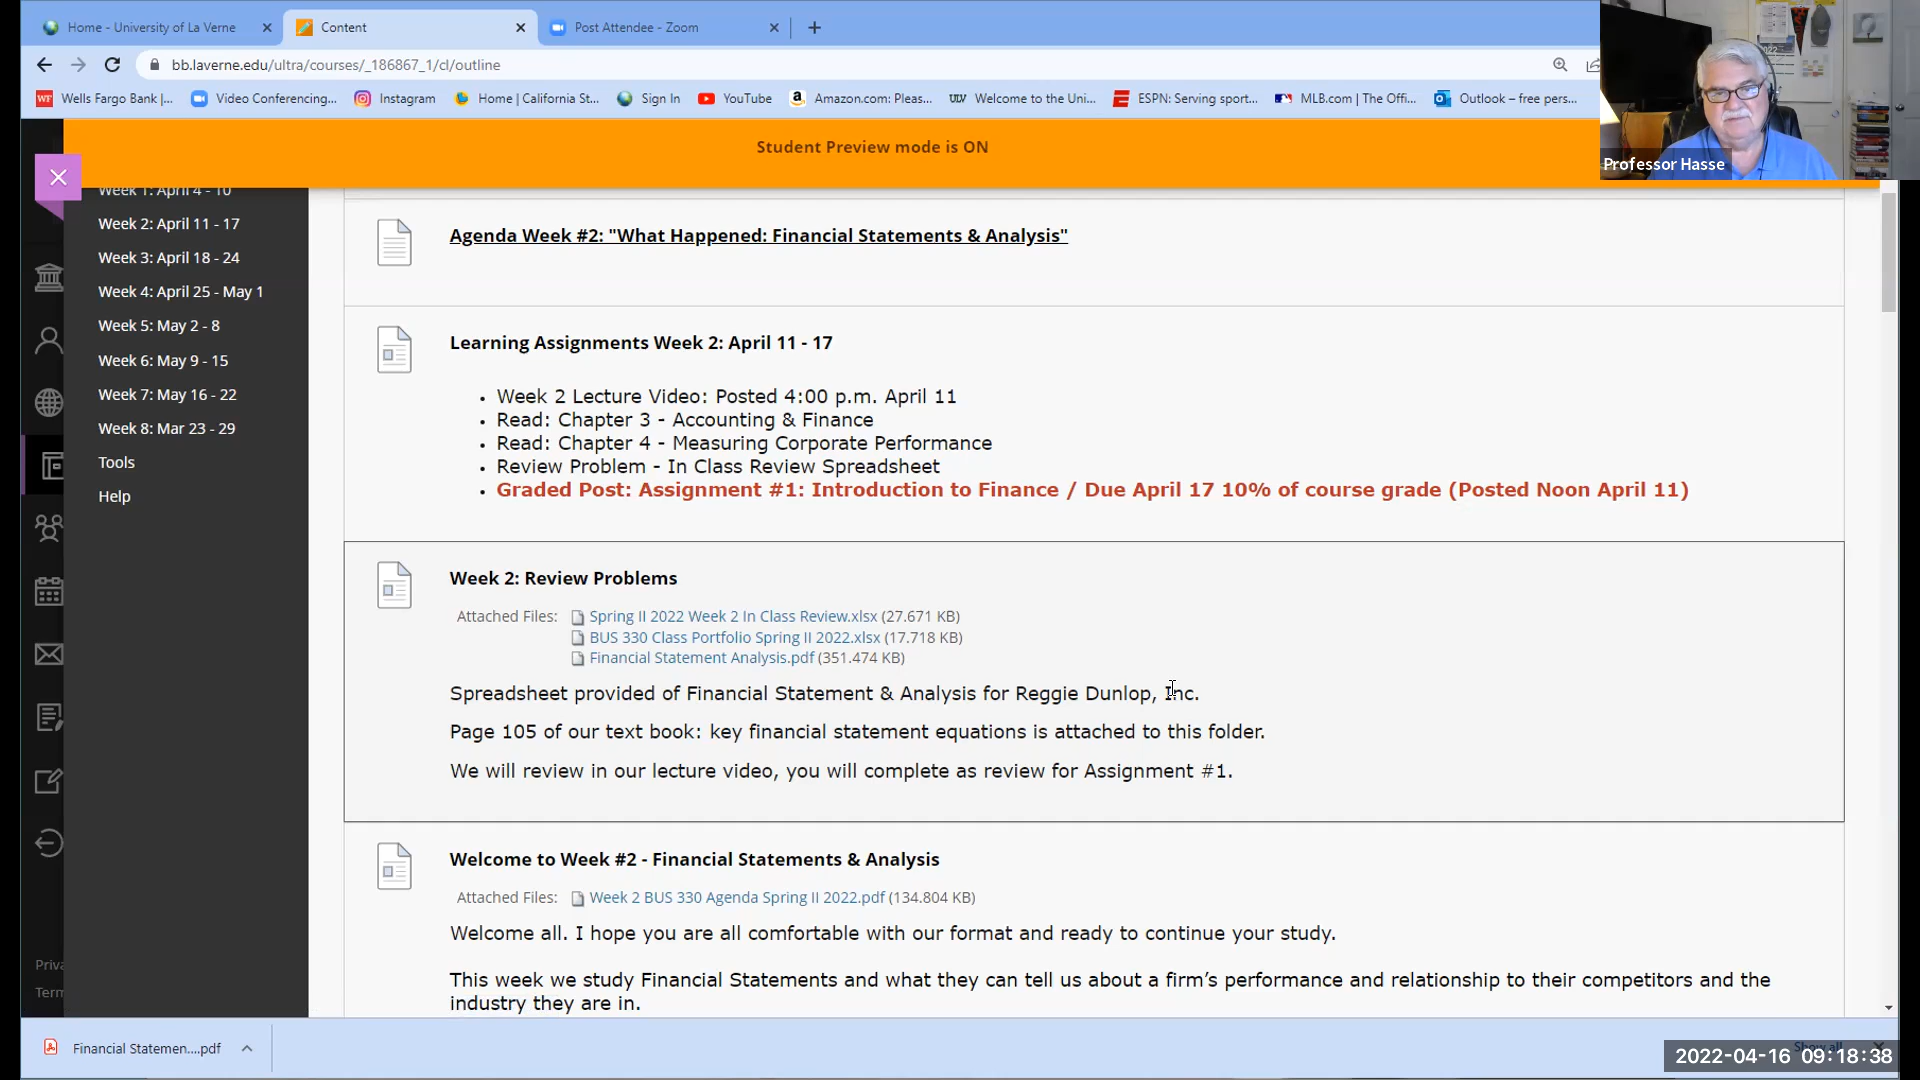 Home - University of La Verne
Content
Post Attendee - Zoom
bb.laverne.edu/ultra/courses/_186867_1/cl/outline
Wells Fargo Bank |...
Video Conferencing...
Instagram
Home | California St...
Sign In
YouTube
Amazon.com: Pleas...
Welcome to the Uni...
ESPN: Serving sport...
MLB.com | The Offi...
Outlook – free pers...
Student Preview mode is ON
Professor Hasse
Week 1: April 4 - 10
Week 2: April 11 - 17
Week 3: April 18 - 24
Week 4: April 25 - May 1
Week 5: May 2 - 8
Week 6: May 9 - 15
Week 7: May 16 - 22
Week 8: Mar 23 - 29
Tools
Help
Priva
Term
Agenda Week #2: "What Happened: Financial Statements & Analysis"
Learning Assignments Week 2: April 11 - 17
• Week 2 Lecture Video: Posted 4:00 p.m. April 11
• Read: Chapter 3 - Accounting & Finance
• Read: Chapter 4 - Measuring Corporate Performance
• Review Problem - In Class Review Spreadsheet
• Graded Post: Assignment #1: Introduction to Finance / Due April 17 10% of course grade (Posted Noon April 11)
Week 2: Review Problems
Attached Files: Spring II 2022 Week 2 In Class Review.xlsx (27.671 KB)
BUS 330 Class Portfolio Spring II 2022.xlsx (17.718 KB)
Financial Statement Analysis.pdf (351.474 KB)
Spreadsheet provided of Financial Statement & Analysis for Reggie Dunlop, Inc.
Page 105 of our text book: key financial statement equations is attached to this folder.
We will review in our lecture video, you will complete as review for Assignment #1.
Welcome to Week #2 - Financial Statements & Analysis
Attached Files: Week 2 BUS 330 Agenda Spring II 2022.pdf (134.804 KB)
Welcome all. I hope you are all comfortable with our format and ready to continue your study.
This week we study Financial Statements and what they can tell us about a firm’s performance and relationship to their competitors and the
industry they are in.
Financial Statemen....pdf
Show all
2022-04-16 09:18:38